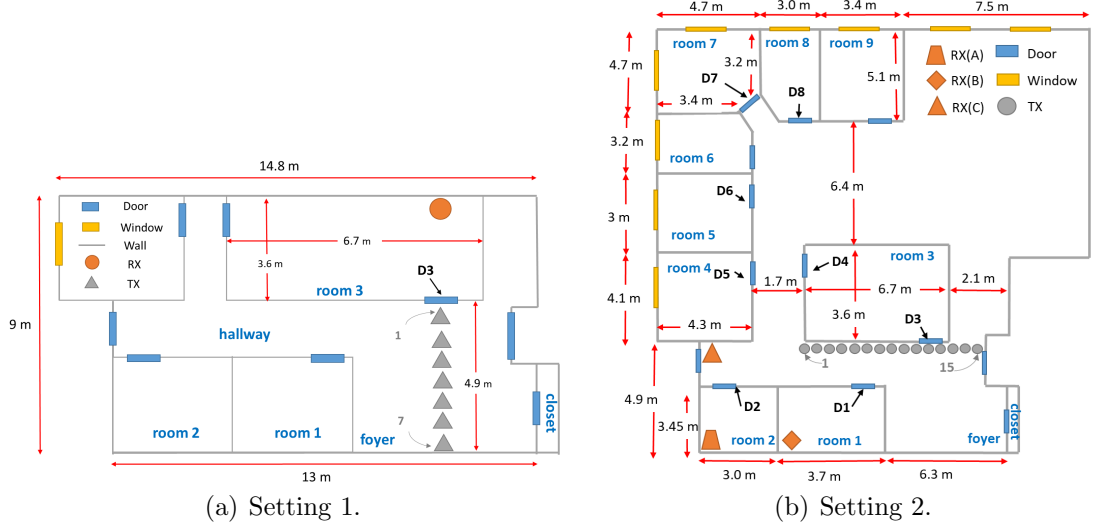 14.8 m
Door
Window
Wall
RX
TX
6.7 m
3.6 m
D3
room 3
9 m
1
hallway
4.9 m
7
room 2
room 1
foyer
closet
13 m
(a) Setting 1.
4.7 m
3.0 m
3.4 m
7.5 m
room 7
room 8
room 9
RX(A)
Door
4.7 m
3.2 m
5.1 m
RX(B)
Window
D7
D8
RX(C)
TX
3.4 m
3.2 m
room 6
D6
6.4 m
3 m
room 5
room 4
D5
D4
room 3
4.1 m
1.7 m
6.7 m
2.1 m
4.3 m
3.6 m
D3
1
15
4.9 m
3.45 m
D2
D1
room 2
room 1
foyer
closet
3.0 m
3.7 m
6.3 m
(b) Setting 2.